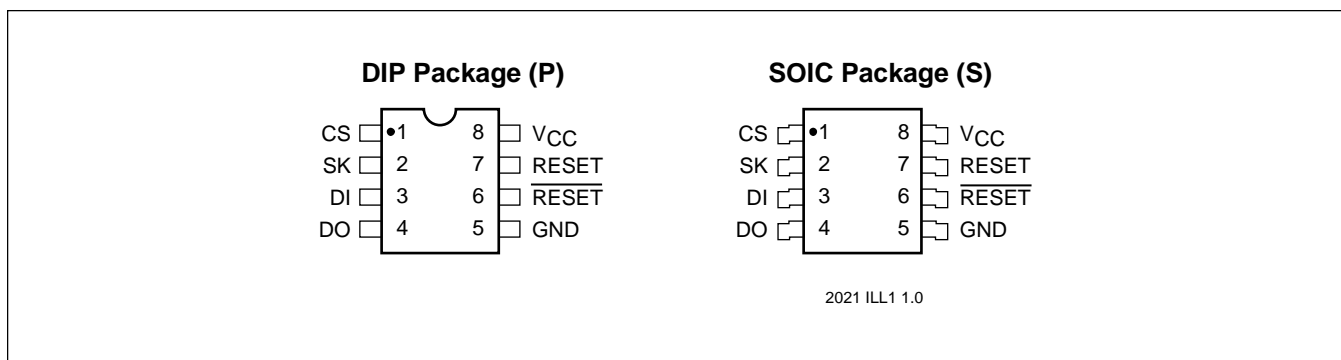 DIP Package (P)
CS 1 8 VCC
SK 2 7 RESET
DI 3 6 R̅E̅S̅E̅T̅
DO 4 5 GND
SOIC Package (S)
CS 1 8 VCC
SK 2 7 RESET
DI 3 6 R̅E̅S̅E̅T̅
DO 4 5 GND
2021 ILL1 1.0